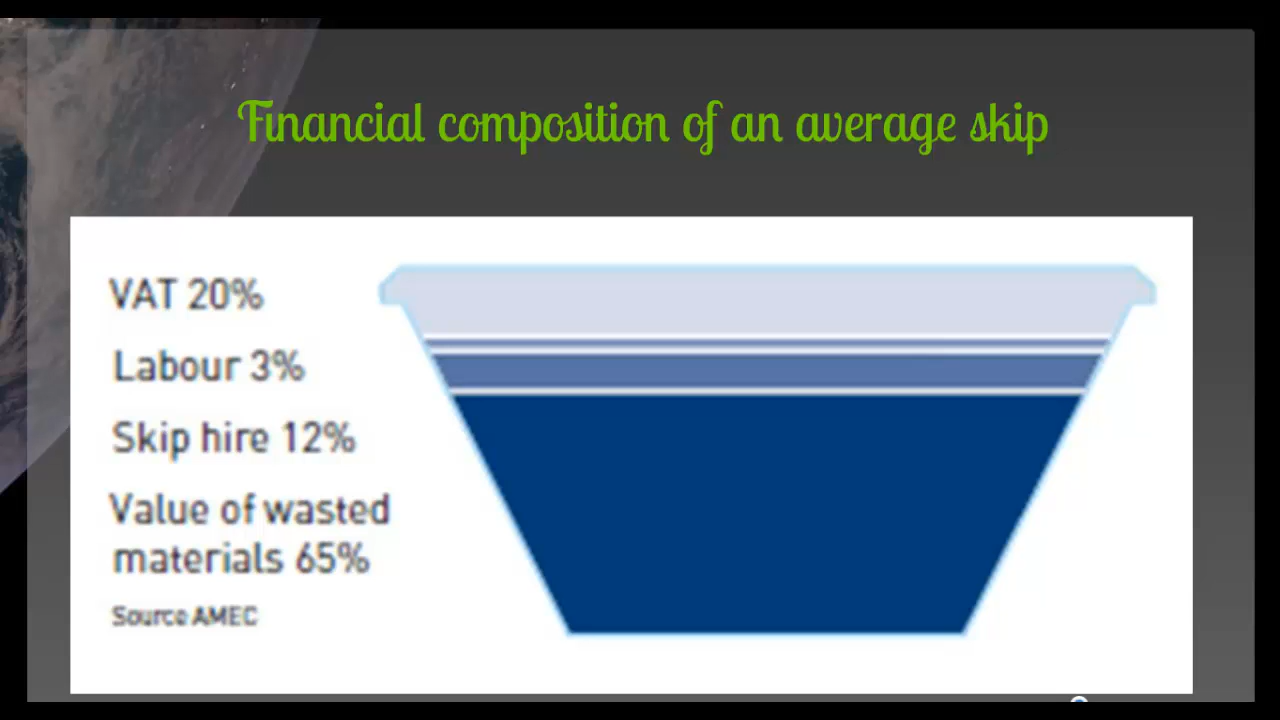 Financial composition of an average skip
VAT 20%
Labour 3%
Skip hire 12%
Value of wasted
materials 65%
Source AMEC